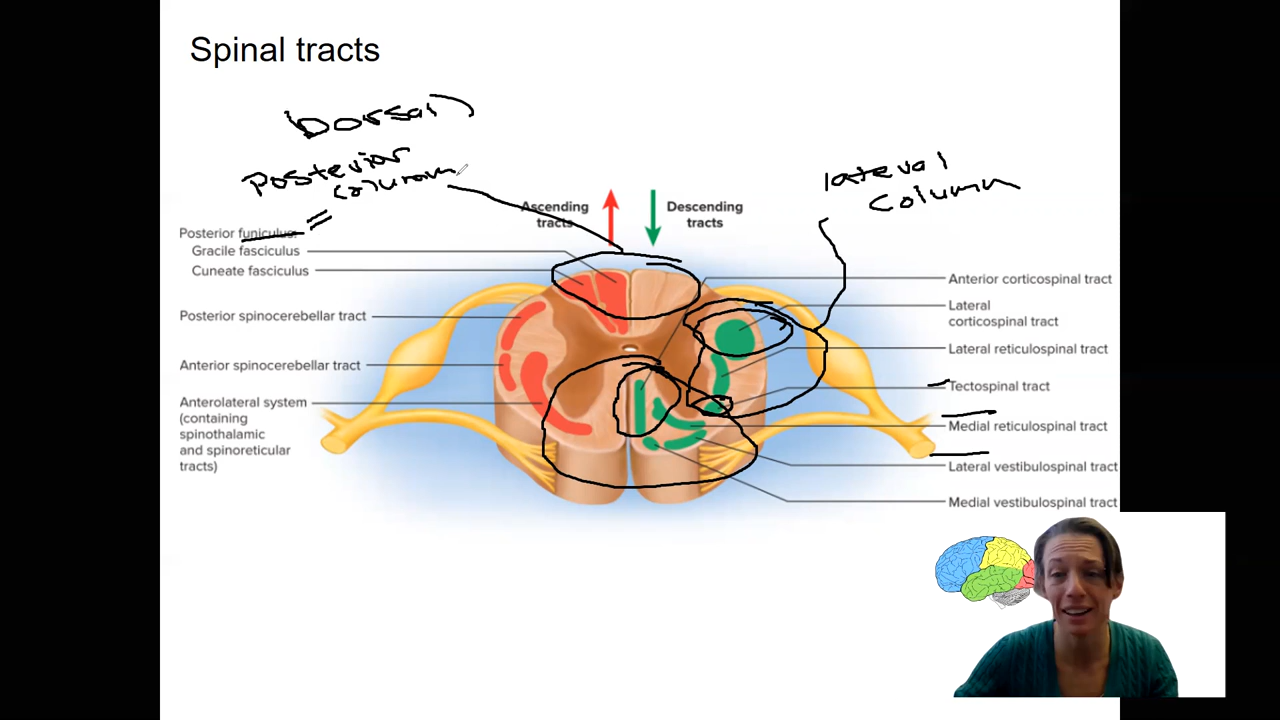 Spinal tracts
Dorsal
Posterior
column
=
lateral
column
Ascending
tracts
Descending
tracts
Posterior funiculus:
Gracile fasciculus
Cuneate fasciculus
Posterior spinocerebellar tract
Anterior spinocerebellar tract
Anterolateral system
(containing
spinothalamic
and spinoreticular
tracts)
Anterior corticospinal tract
Lateral
corticospinal tract
Lateral reticulospinal tract
Tectospinal tract
Medial reticulospinal tract
Lateral vestibulospinal tract
Medial vestibulospinal tract